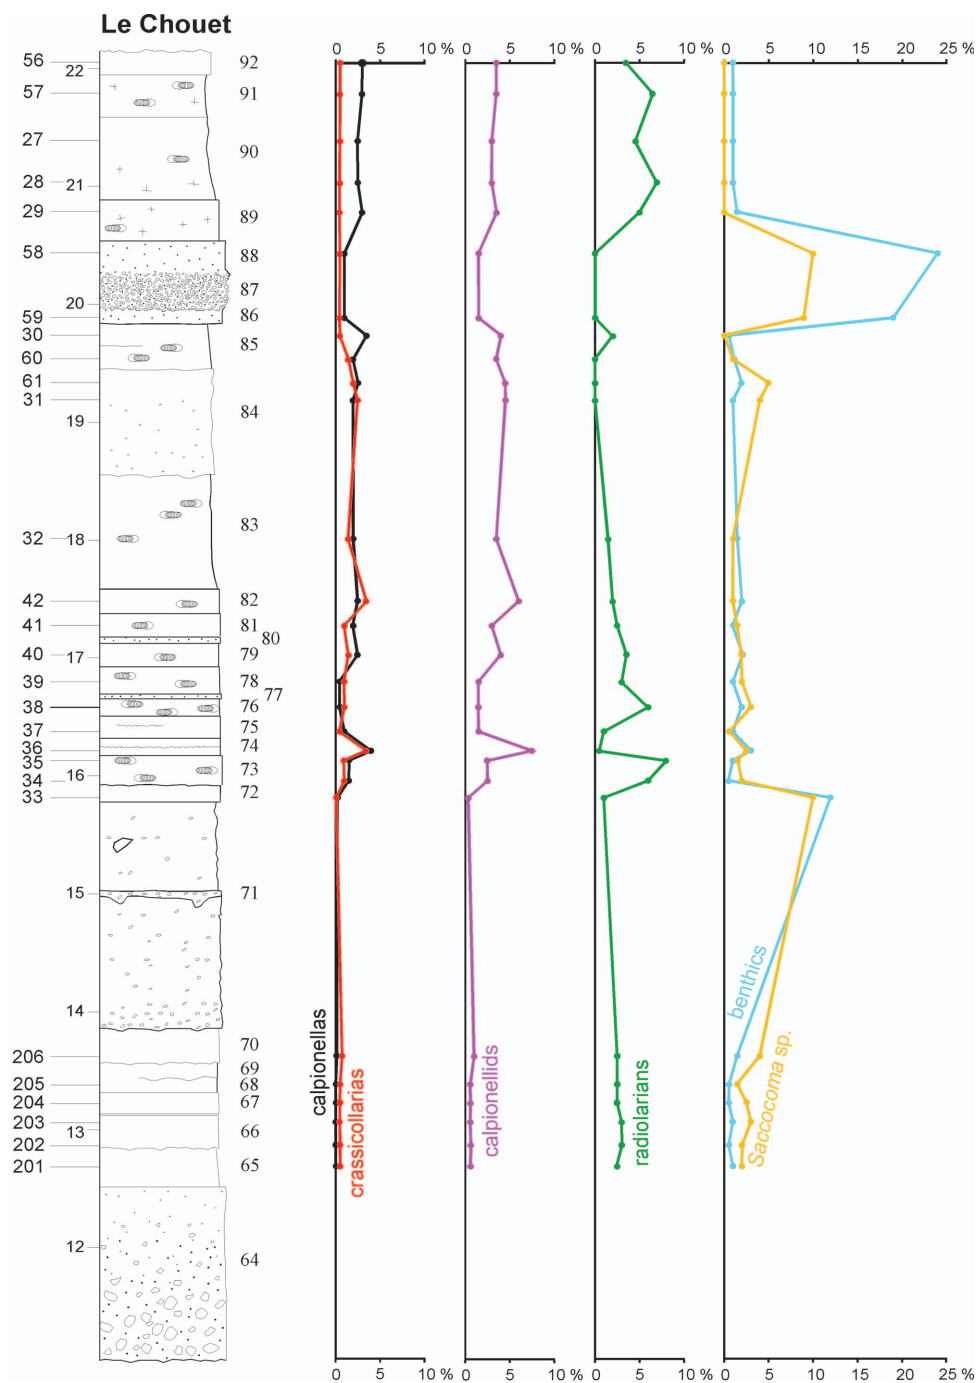 Le Chouet
0 5 10 % 0 5 10 % 0 5 10 % 0 5 10 15 20 25 %
56 22 92
57 91
27 90
28 21
29 89
58 88
87
20
59 86
30 85
60
61
31 84
19
32 18 83
42 82
41 81
80
40 17 79
39 78
77
38 76
37 75
36 74
35 16 73
34
33 72
15 71
14
206 70
69
205 68
204 67
203 13 66
202
201 65
12 64
calpionellas
crassicollarias
calpionellids
radiolarians
benthics
Saccocoma sp.
0 5 10 % 0 5 10 % 0 5 10 % 0 5 10 15 20 25 %